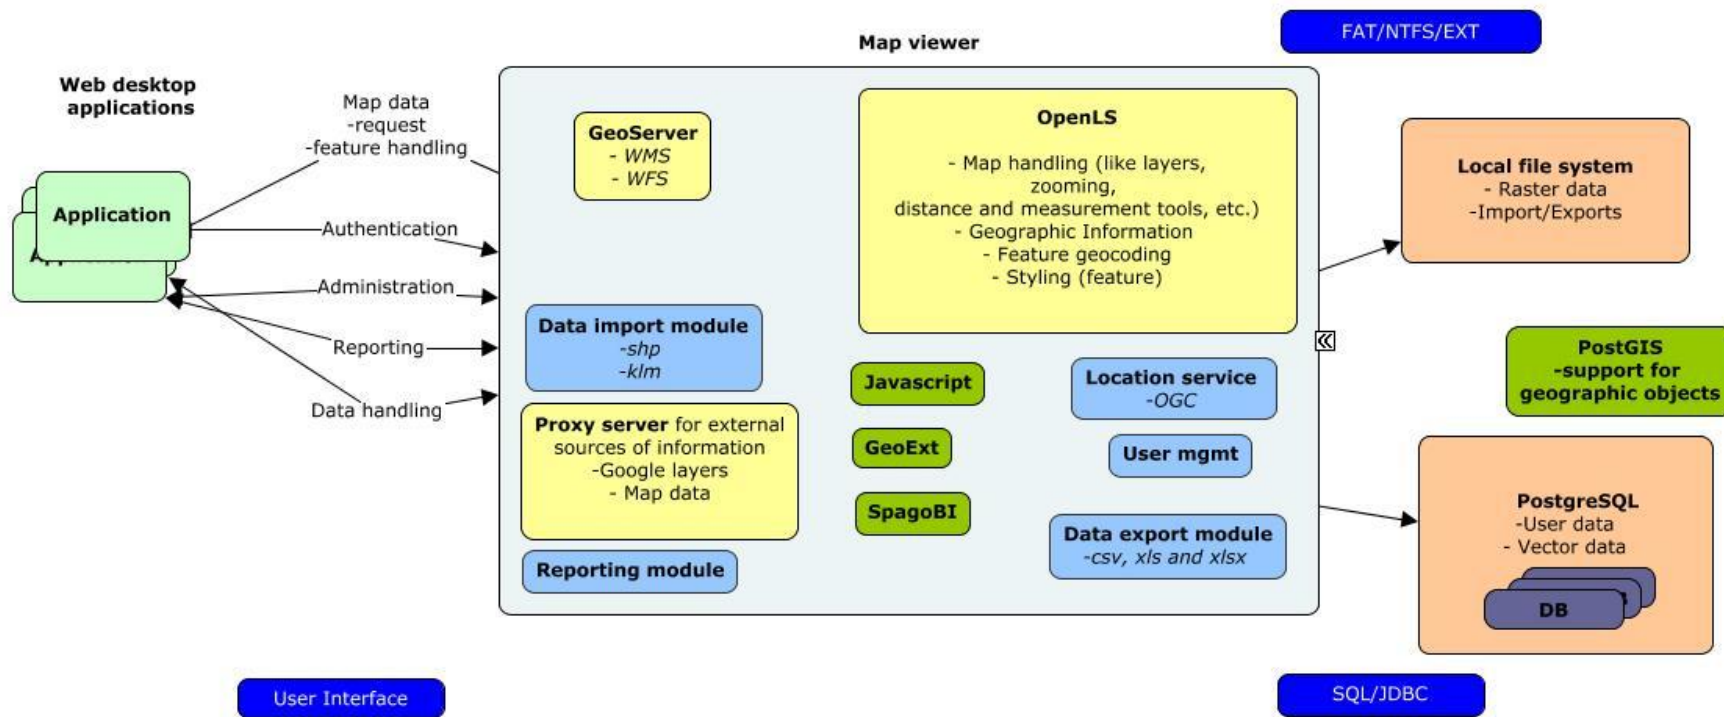 FAT/NTFS/EXT
Map viewer
Web desktop
applications
Map data
-request
-feature handling
Authentication
Administration
Reporting
Data handling
Application
GeoServer
- WMS
- WFS
OpenLS
- Map handling (like layers,
zooming,
distance and measurement tools, etc.)
- Geographic Information
- Feature geocoding
- Styling (feature)
Data import module
-shp
-klm
Proxy server for external
sources of information
-Google layers
- Map data
Reporting module
Javascript
GeoExt
SpagoBI
Location service
-OGC
User mgmt
Data export module
-csv, xls and xlsx
Local file system
- Raster data
-Import/Exports
PostGIS
-support for
geographic objects
PostgreSQL
-User data
- Vector data
DB
User Interface
SQL/JDBC